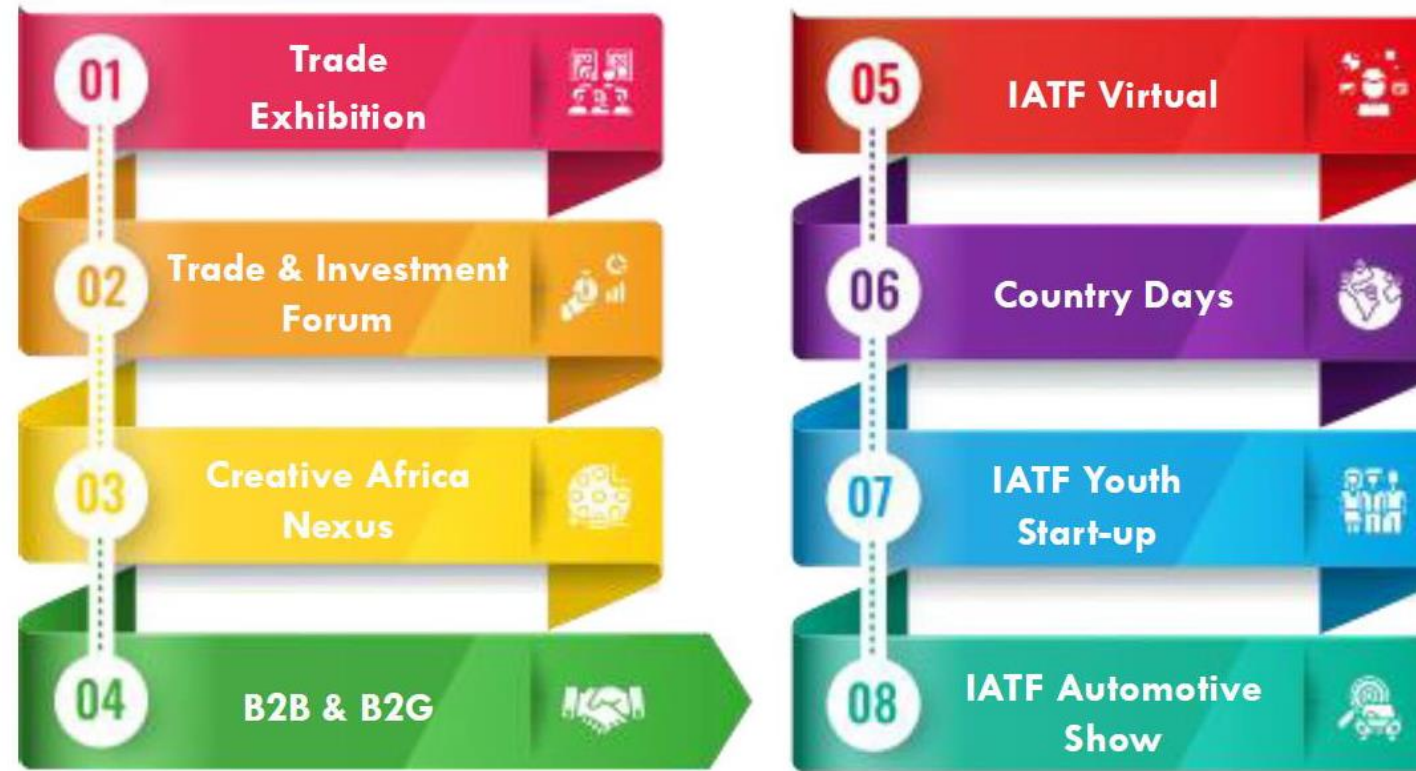 01
Trade
Exhibition
02
Trade & Investment
Forum
03
Creative Africa
Nexus
04
B2B & B2G
05
IATF Virtual
06
Country Days
07
IATF Youth
Start-up
08
IATF Automotive
Show